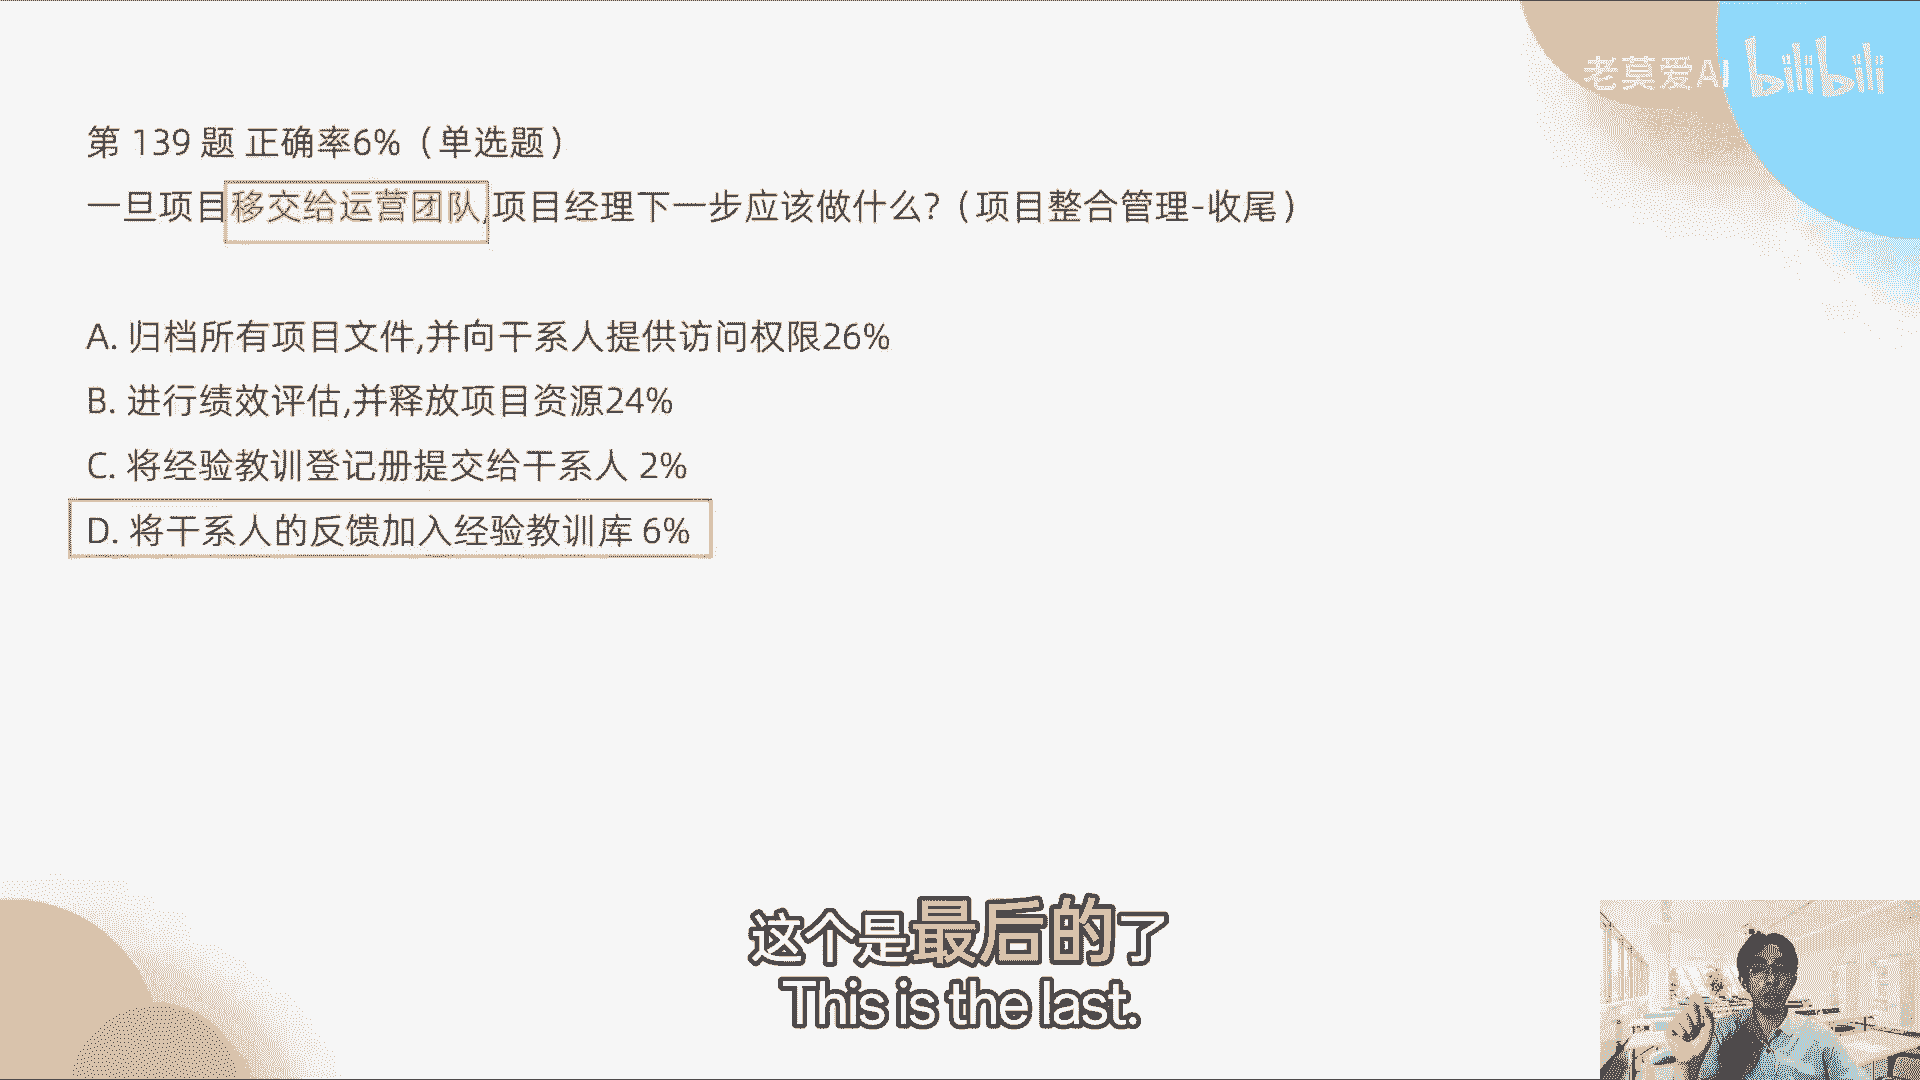 老莫爱AI bilibili
第 139 题 正确率6%（单选题）
一旦项目移交给运营团队,项目经理下一步应该做什么?（项目整合管理-收尾）
A. 归档所有项目文件,并向干系人提供访问权限26%
B. 进行绩效评估,并释放项目资源24%
C. 将经验教训登记册提交给干系人 2%
D. 将干系人的反馈加入经验教训库 6%
这个是最后的了
This is the last.